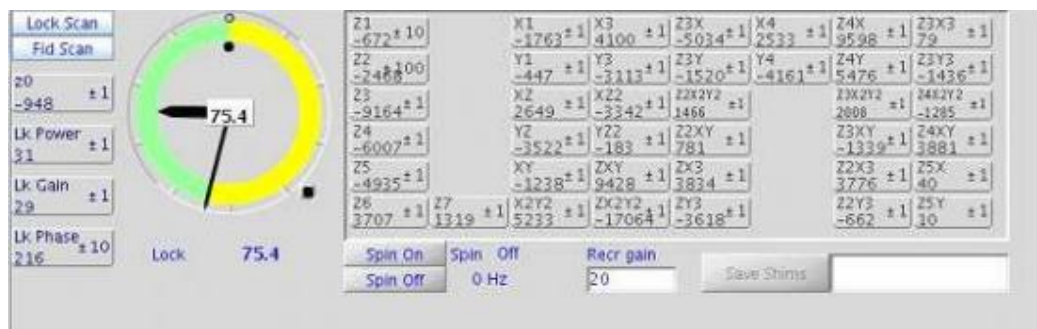 Lock Scan
Fid Scan
z0
-948 ±1
Lk Power
31 ±1
Lk Gain
29 ±1
Lk Phase
216 ±10
75.4
Lock 75.4
Z1 X1 X3 Z3X X4 Z4X Z3X3
-672 ±10 -1763 ±1 4100 ±1 -5034 ±1 2533 ±1 9598 ±1 79 ±1
Z2 Y1 Y3 Z3Y Y4 Z4Y Z3Y3
-2468 ±100 -447 ±1 -3113 ±1 -1520 ±1 -4161 ±1 5476 ±1 -1436 ±1
Z3 XZ XZ2 Z2X2Y2 Z3X2Y2 Z4X2Y2
-9164 ±1 2649 ±1 -3342 ±1 1466 ±1 2008 ±1 -1285 ±1
Z4 YZ YZ2 Z2XY Z3XY Z4XY
-6007 ±1 -3522 ±1 -183 ±1 781 ±1 -1339 ±1 3881 ±1
Z5 XY ZXY ZX3 Z2X3 Z5X
-4935 ±1 -1238 ±1 9428 ±1 3834 ±1 3776 ±1 40 ±1
Z6 Z7 X2Y2 ZX2Y2 ZY3 Z2Y3 Z5Y
3707 ±1 1319 ±1 5233 ±1 -17064 ±1 -3618 ±1 -662 ±1 10 ±1
Spin On Spin Off Recr gain
Spin Off 0 Hz 20 Save Shims